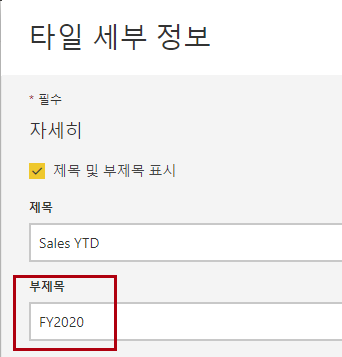 타일 세부 정보
* 필수
자세히
제목 및 부제목 표시
제목
Sales YTD
부제목
FY2020